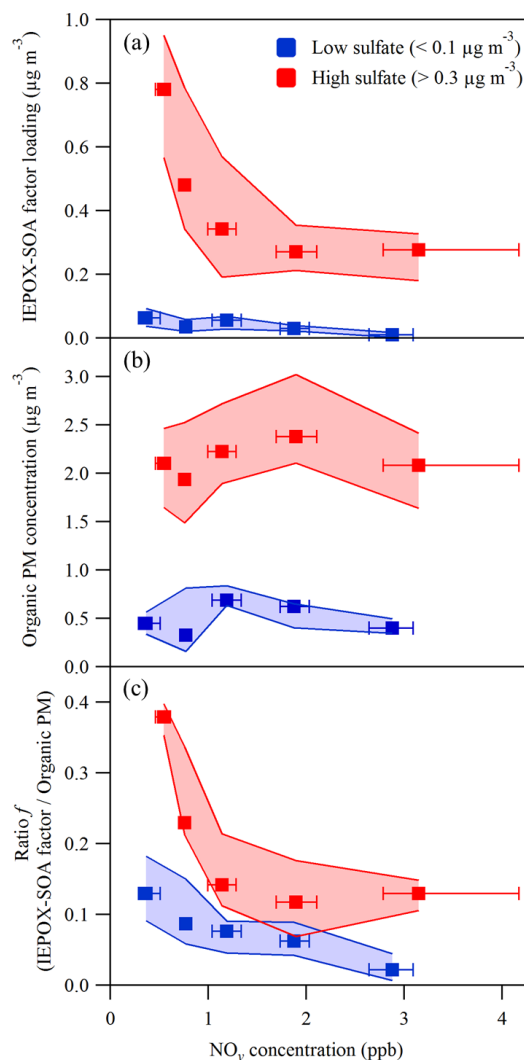 (a)
Low sulfate (< 0.1 µg m⁻³)
High sulfate (> 0.3 µg m⁻³)
IEPOX-SOA factor loading (µg m⁻³)
1.0
0.8
0.6
0.4
0.2
0.0
(b)
Organic PM concentration (µg m⁻³)
3.0
2.5
2.0
1.5
1.0
0.5
0.0
(c)
Ratio f
(IEPOX-SOA factor / Organic PM)
0.4
0.3
0.2
0.1
0.0
0 1 2 3 4
NOy concentration (ppb)